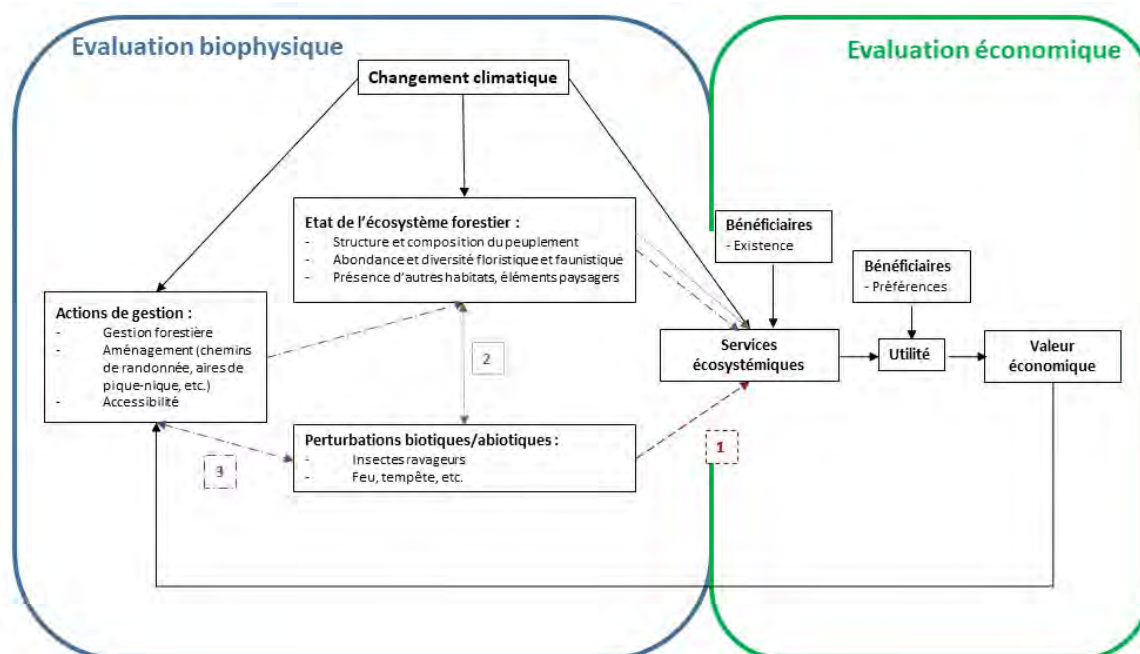 Evaluation biophysique
Evaluation économique
Changement climatique
Etat de l'écosystème forestier :
- Structure et composition du peuplement
- Abondance et diversité floristique et faunistique
- Présence d'autres habitats, éléments paysagers
Bénéficiaires
- Existence
Bénéficiaires
- Préférences
Actions de gestion :
- Gestion forestière
- Aménagement (chemins
de randonnée, aires de
pique-nique, etc.)
- Accessibilité
Services
écosystémiques
Utilité
Valeur
économique
2
Perturbations biotiques/abiotiques :
- Insectes ravageurs
- Feu, tempête, etc.
1
3